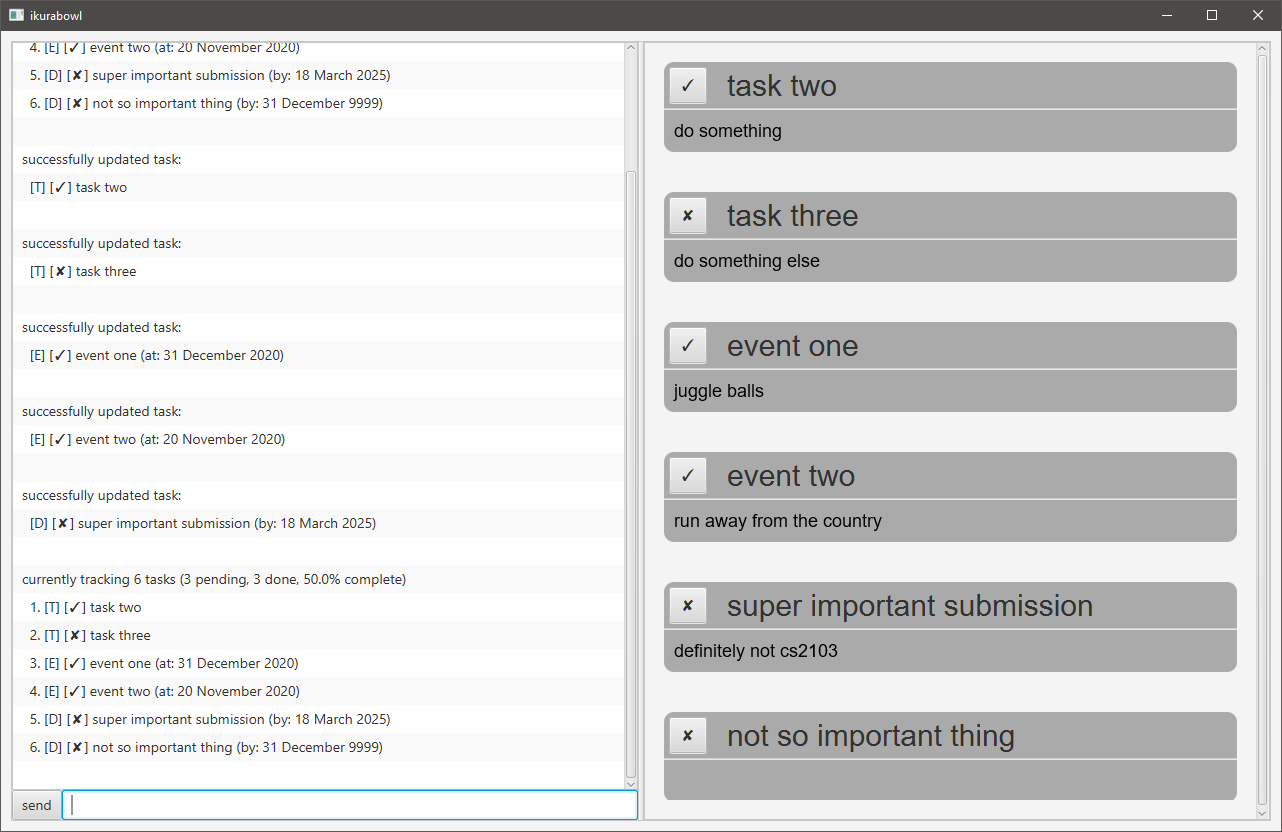 ikurabowl
4. [E] [✓] event two (at: 20 November 2020)
5. [D] [✘] super important submission (by: 18 March 2025)
6. [D] [✘] not so important thing (by: 31 December 9999)
successfully updated task:
[T] [✓] task two
successfully updated task:
[T] [✘] task three
successfully updated task:
[E] [✓] event one (at: 31 December 2020)
successfully updated task:
[E] [✓] event two (at: 20 November 2020)
successfully updated task:
[D] [✘] super important submission (by: 18 March 2025)
currently tracking 6 tasks (3 pending, 3 done, 50.0% complete)
1. [T] [✓] task two
2. [T] [✘] task three
3. [E] [✓] event one (at: 31 December 2020)
4. [E] [✓] event two (at: 20 November 2020)
5. [D] [✘] super important submission (by: 18 March 2025)
6. [D] [✘] not so important thing (by: 31 December 9999)
send
✓ task two
do something
✘ task three
do something else
✓ event one
juggle balls
✓ event two
run away from the country
✘ super important submission
definitely not cs2103
✘ not so important thing